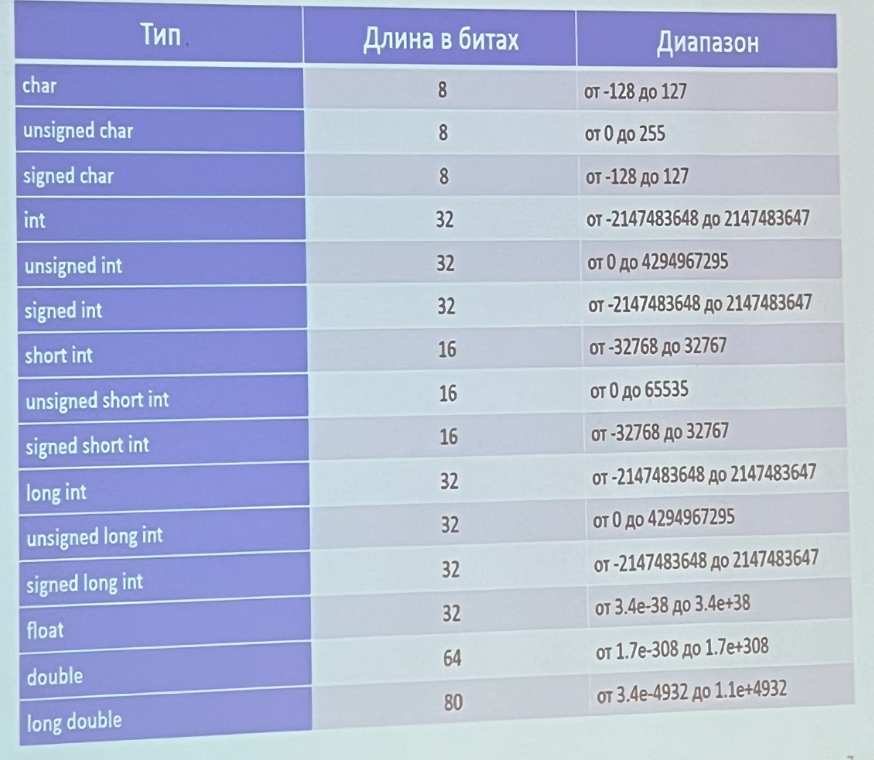 Тип Длина в битах Диапазон
char 8 от -128 до 127
unsigned char 8 от 0 до 255
signed char 8 от -128 до 127
int 32 от -2147483648 до 2147483647
unsigned int 32 от 0 до 4294967295
signed int 32 от -2147483648 до 2147483647
short int 16 от -32768 до 32767
unsigned short int 16 от 0 до 65535
signed short int 16 от -32768 до 32767
long int 32 от -2147483648 до 2147483647
unsigned long int 32 от 0 до 4294967295
signed long int 32 от -2147483648 до 2147483647
float 32 от 3.4e-38 до 3.4e+38
double 64 от 1.7e-308 до 1.7e+308
long double 80 от 3.4e-4932 до 1.1e+4932